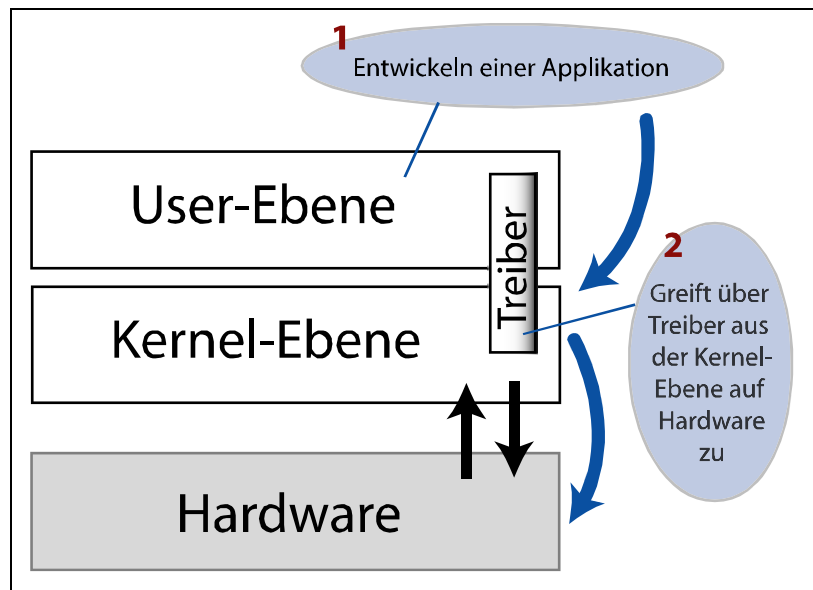 1
Entwickeln einer Applikation
User-Ebene
Treiber
2
Greift über
Treiber aus
der Kernel-
Ebene auf
Hardware
zu
Kernel-Ebene
Hardware